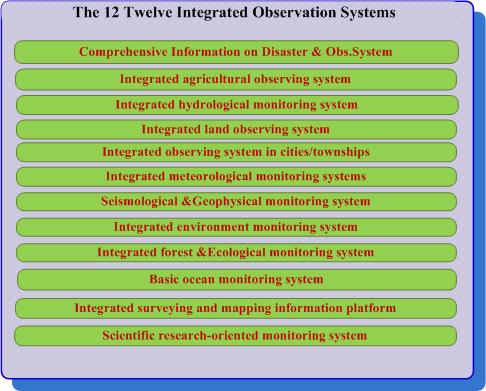 The 12 Twelve Integrated Observation Systems
Comprehensive Information on Disaster & Obs.System
Integrated agricultural observing system
Integrated hydrological monitoring system
Integrated land observing system
Integrated observing system in cities/townships
Integrated meteorological monitoring systems
Seismological &Geophysical monitoring system
Integrated environment monitoring system
Integrated forest &Ecological monitoring system
Basic ocean monitoring system
Integrated surveying and mapping information platform
Scientific research-oriented monitoring system